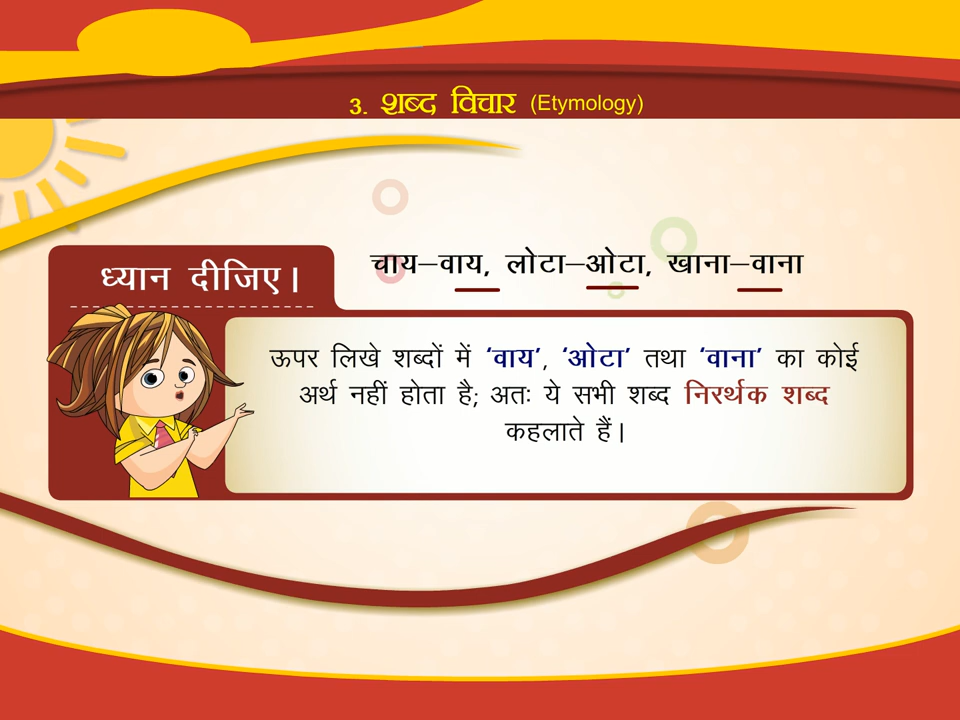 3. शब्द विचार (Etymology)
चाय–वाय, लोटा–ओटा, खाना–वाना
ध्यान दीजिए।
ऊपर लिखे शब्दों में ‘वाय’, ‘ओटा’ तथा ‘वाना’ का कोई
अर्थ नहीं होता है; अतः ये सभी शब्द निरर्थक शब्द
कहलाते हैं।